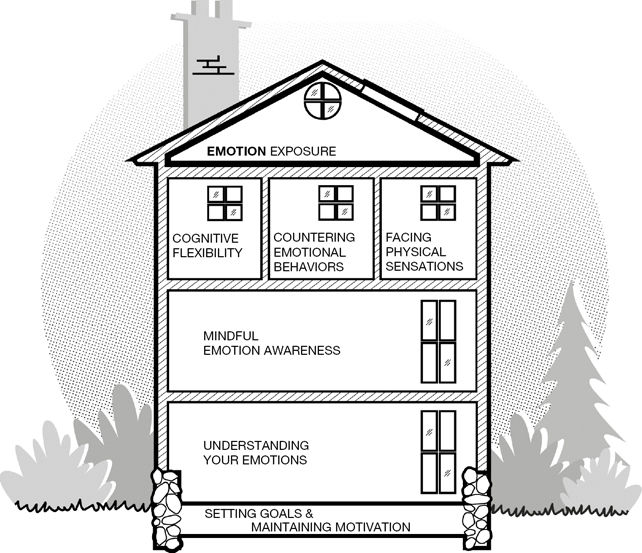 EMOTION EXPOSURE
COGNITIVE
FLEXIBILITY
COUNTERING
EMOTIONAL
BEHAVIORS
FACING
PHYSICAL
SENSATIONS
MINDFUL
EMOTION AWARENESS
UNDERSTANDING
YOUR EMOTIONS
SETTING GOALS &
MAINTAINING MOTIVATION